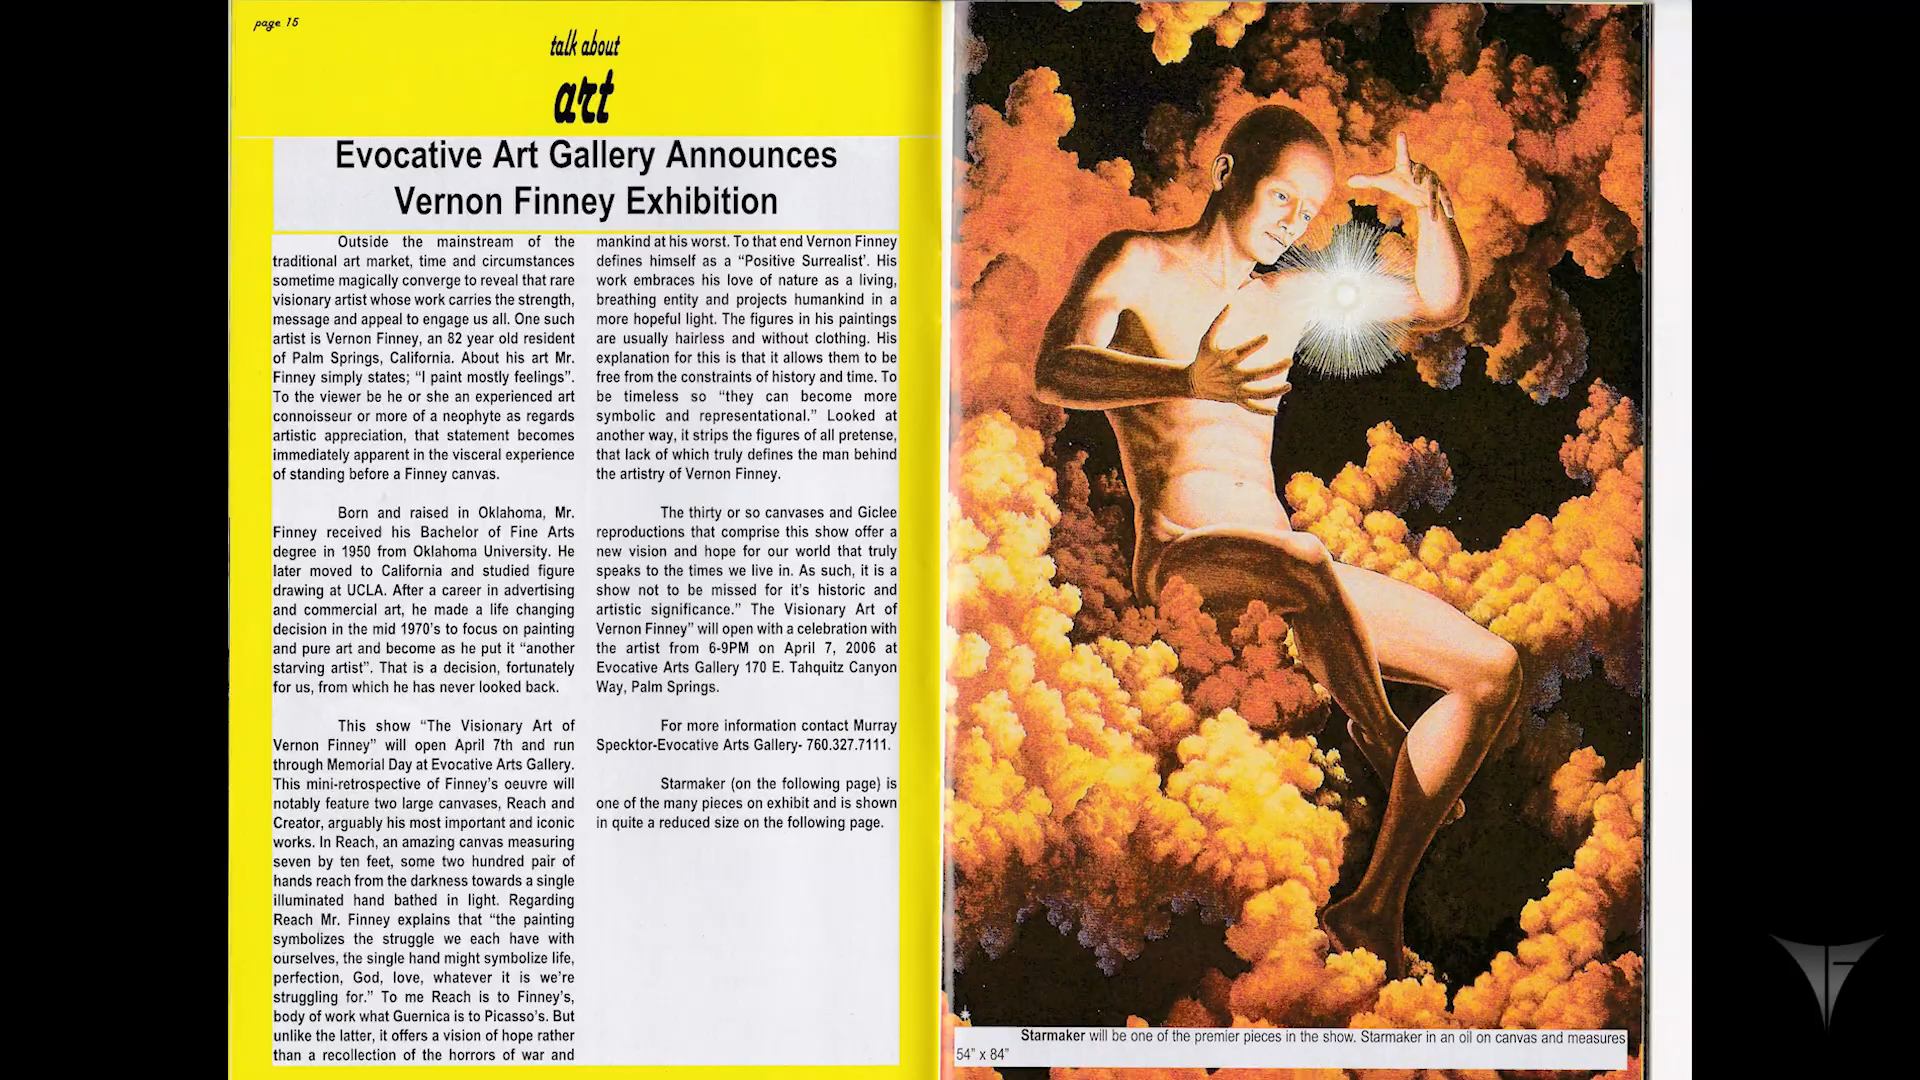 page 15
talk about
art
Evocative Art Gallery Announces
Vernon Finney Exhibition
Outside the mainstream of the
traditional art market, time and circumstances
sometime magically converge to reveal that rare
visionary artist whose work carries the strength,
message and appeal to engage us all. One such
artist is Vernon Finney, an 82 year old resident
of Palm Springs, California. About his art Mr.
Finney simply states; “I paint mostly feelings”.
To the viewer be he or she an experienced art
connoisseur or more of a neophyte as regards
artistic appreciation, that statement becomes
immediately apparent in the visceral experience
of standing before a Finney canvas.
Born and raised in Oklahoma, Mr.
Finney received his Bachelor of Fine Arts
degree in 1950 from Oklahoma University. He
later moved to California and studied figure
drawing at UCLA. After a career in advertising
and commercial art, he made a life changing
decision in the mid 1970’s to focus on painting
and pure art and become as he put it “another
starving artist”. That is a decision, fortunately
for us, from which he has never looked back.
This show “The Visionary Art of
Vernon Finney” will open April 7th and run
through Memorial Day at Evocative Arts Gallery.
This mini-retrospective of Finney’s oeuvre will
notably feature two large canvases, Reach and
Creator, arguably his most important and iconic
works. In Reach, an amazing canvas measuring
seven by ten feet, some two hundred pair of
hands reach from the darkness towards a single
illuminated hand bathed in light. Regarding
Reach Mr. Finney explains that “the painting
symbolizes the struggle we each have with
ourselves, the single hand might symbolize life,
perfection, God, love, whatever it is we’re
struggling for.” To me Reach is to Finney’s,
body of work what Guernica is to Picasso’s. But
unlike the latter, it offers a vision of hope rather
than a recollection of the horrors of war and
mankind at his worst. To that end Vernon Finney
defines himself as a “Positive Surrealist’. His
work embraces his love of nature as a living,
breathing entity and projects humankind in a
more hopeful light. The figures in his paintings
are usually hairless and without clothing. His
explanation for this is that it allows them to be
free from the constraints of history and time. To
be timeless so “they can become more
symbolic and representational.” Looked at
another way, it strips the figures of all pretense,
that lack of which truly defines the man behind
the artistry of Vernon Finney.
The thirty or so canvases and Giclee
reproductions that comprise this show offer a
new vision and hope for our world that truly
speaks to the times we live in. As such, it is a
show not to be missed for it’s historic and
artistic significance.” The Visionary Art of
Vernon Finney” will open with a celebration with
the artist from 6-9PM on April 7, 2006 at
Evocative Arts Gallery 170 E. Tahquitz Canyon
Way, Palm Springs.
For more information contact Murray
Specktor-Evocative Arts Gallery- 760.327.7111.
Starmaker (on the following page) is
one of the many pieces on exhibit and is shown
in quite a reduced size on the following page.
Starmaker will be one of the premier pieces in the show. Starmaker in an oil on canvas and measures
54” x 84”
TF